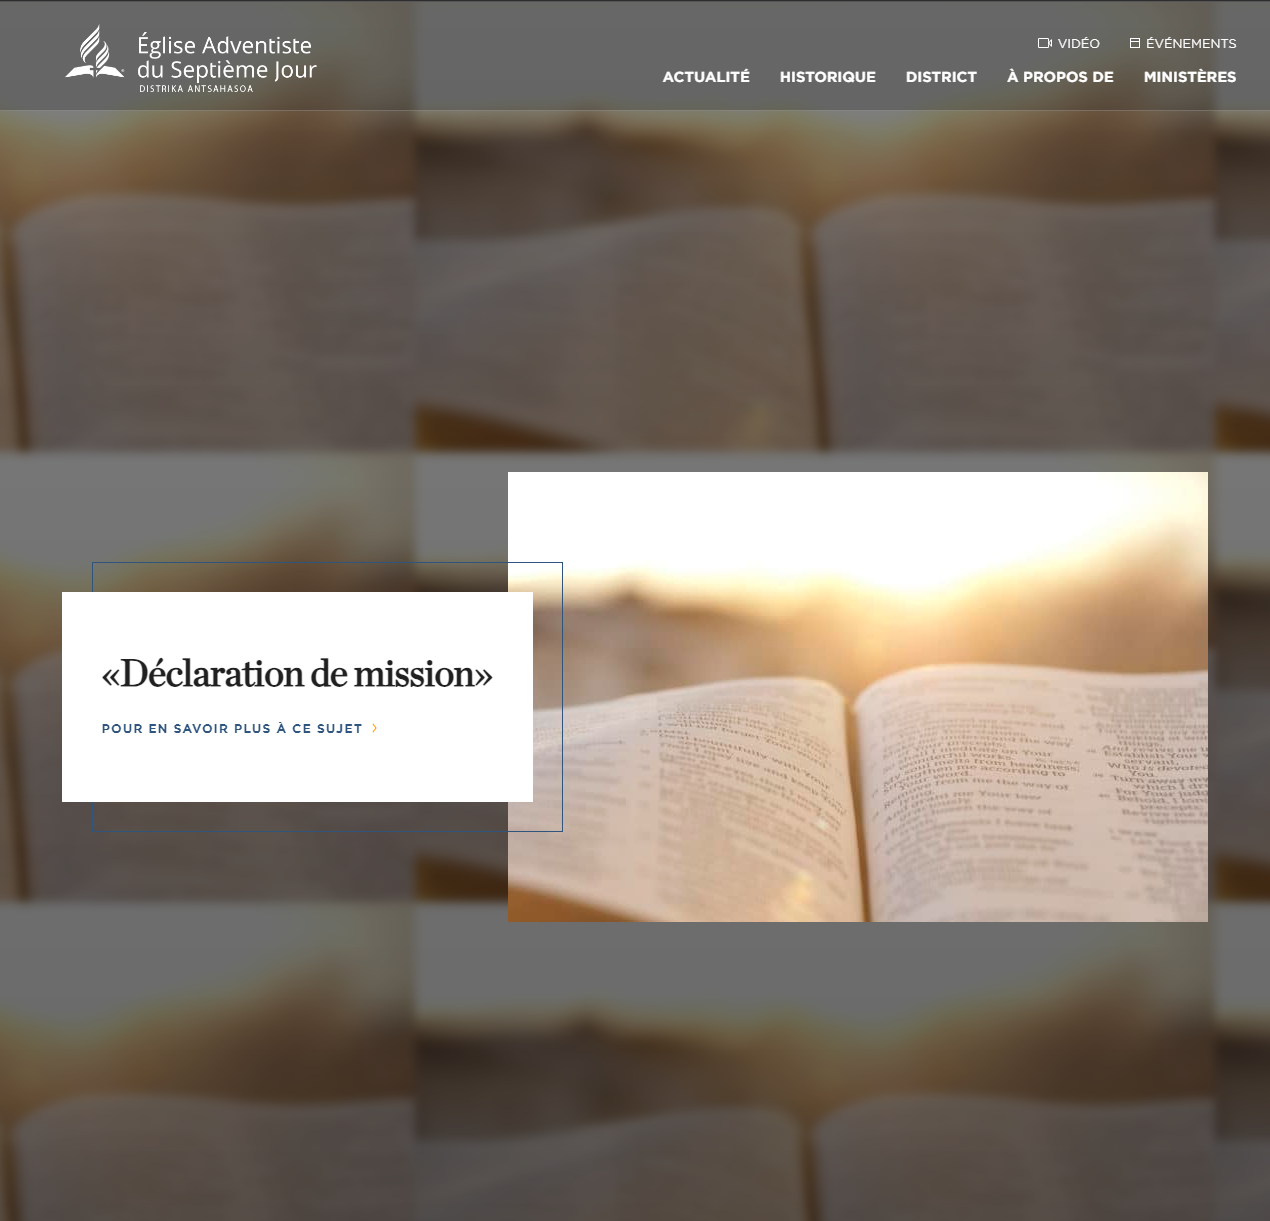 Église Adventiste
du Septième Jour
DISTRIKA ANTSAHASOA
VIDÉO
ÉVÉNEMENTS
ACTUALITÉ
HISTORIQUE
DISTRICT
À PROPOS DE
MINISTÈRES
«Déclaration de mission»
POUR EN SAVOIR PLUS À CE SUJET